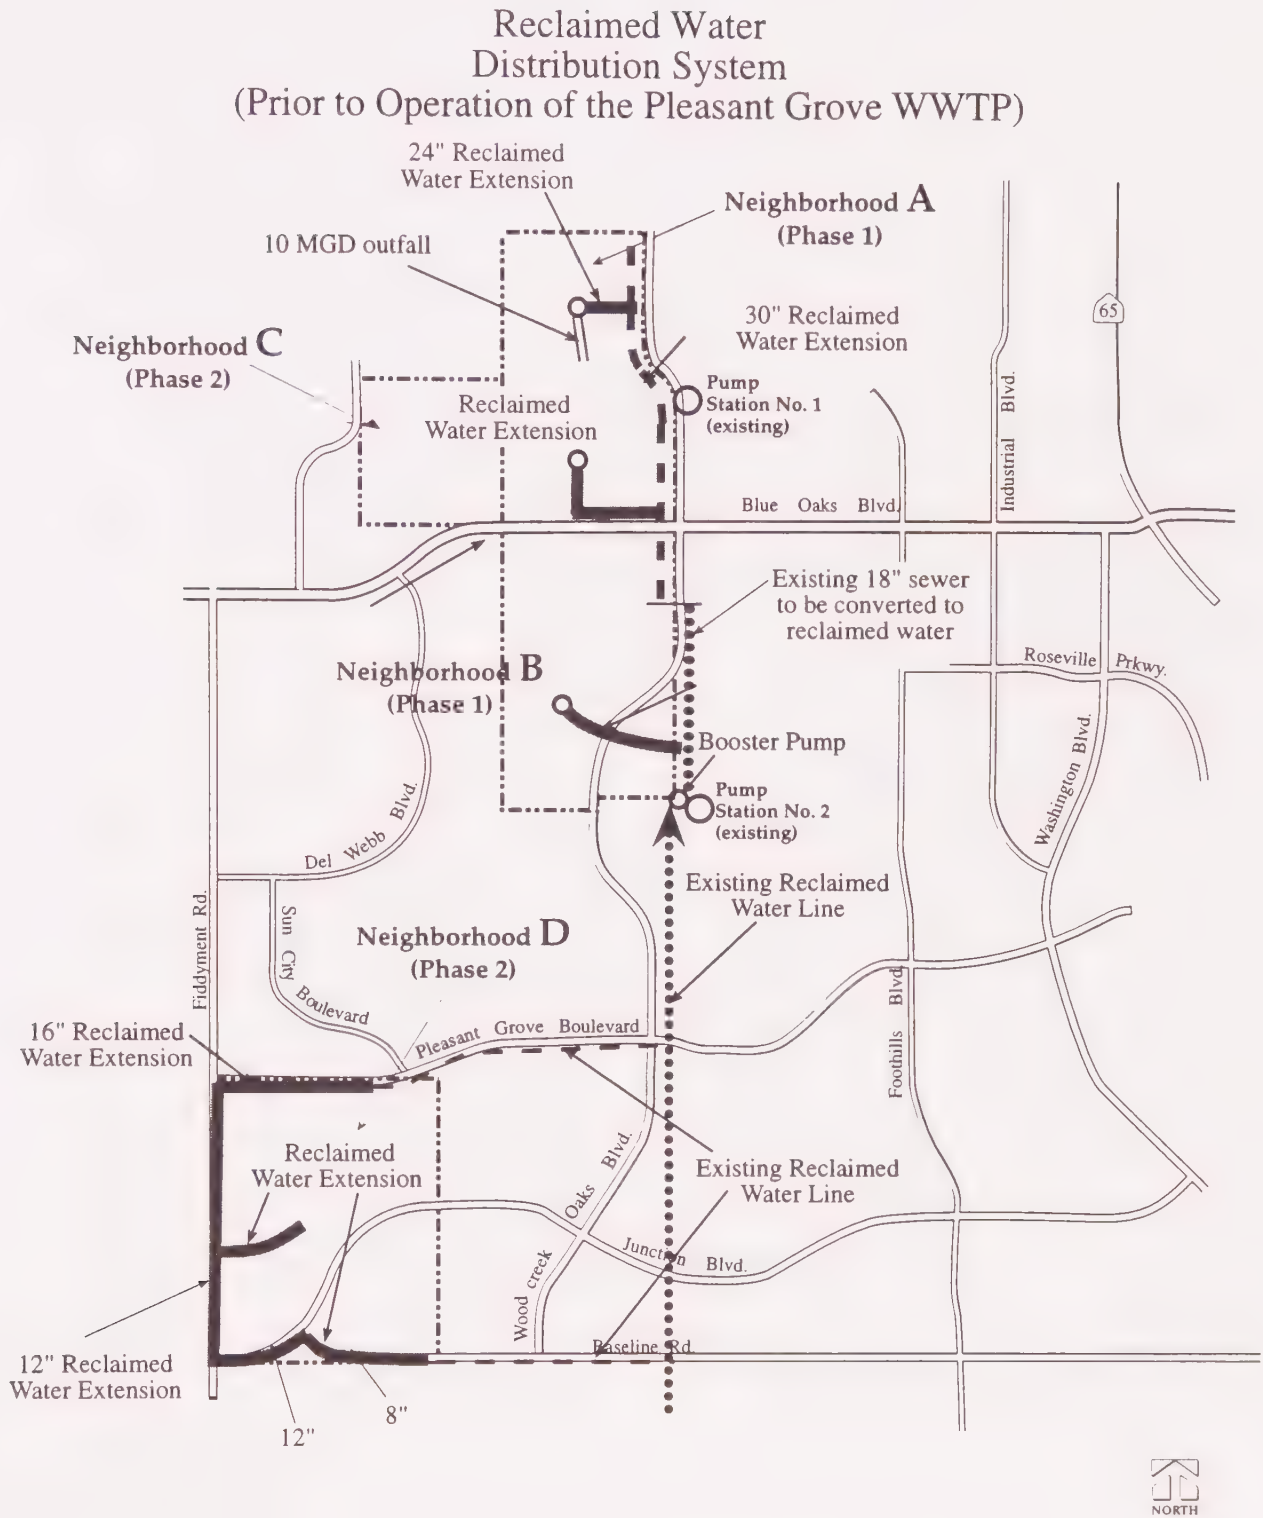 Reclaimed Water
Distribution System
(Prior to Operation of the Pleasant Grove WWTP)
24" Reclaimed
Water Extension
Neighborhood A
(Phase 1)
10 MGD outfall
30" Reclaimed
Water Extension
65
Neighborhood C
(Phase 2)
Pump
Station No. 1
(existing)
Reclaimed
Water Extension
Industrial Blvd.
Blue Oaks Blvd.
Existing 18" sewer
to be converted to
reclaimed water
Roseville Prkwy.
Neighborhood B
(Phase 1)
Washington Blvd.
Booster Pump
Pump
Station No. 2
(existing)
Del Webb Blvd.
Existing Reclaimed
Water Line
Fiddyment Rd.
Sun City Boulevard
Neighborhood D
(Phase 2)
Foothills Blvd.
16" Reclaimed
Water Extension
Pleasant Grove Boulevard
Reclaimed
Water Extension
Existing Reclaimed
Water Line
Wood creek Oaks Blvd.
Junction Blvd.
Baseline Rd.
12" Reclaimed
Water Extension
8"
12"
NORTH